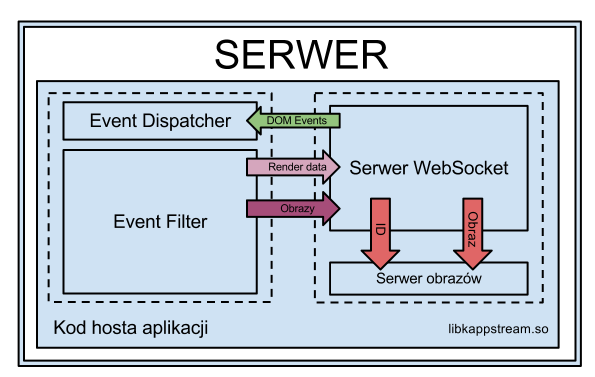 SERWER
Event Dispatcher
DOM Events
Render data
Serwer WebSocket
Obrazy
Event Filter
ID
Obraz
Serwer obrazów
Kod hosta aplikacji
libkappstream.so